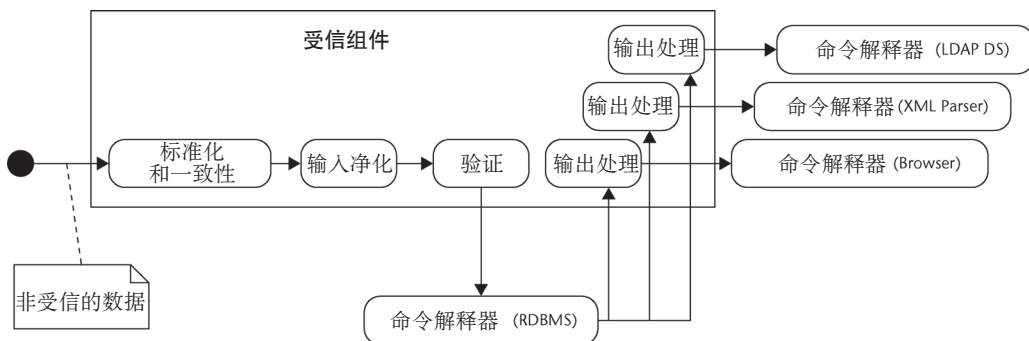 受信组件
输出处理
命令解释器 (LDAP DS)
输出处理
命令解释器(XML Parser)
标准化
和一致性
输入净化
验证
输出处理
命令解释器 (Browser)
非受信的数据
命令解释器 (RDBMS)